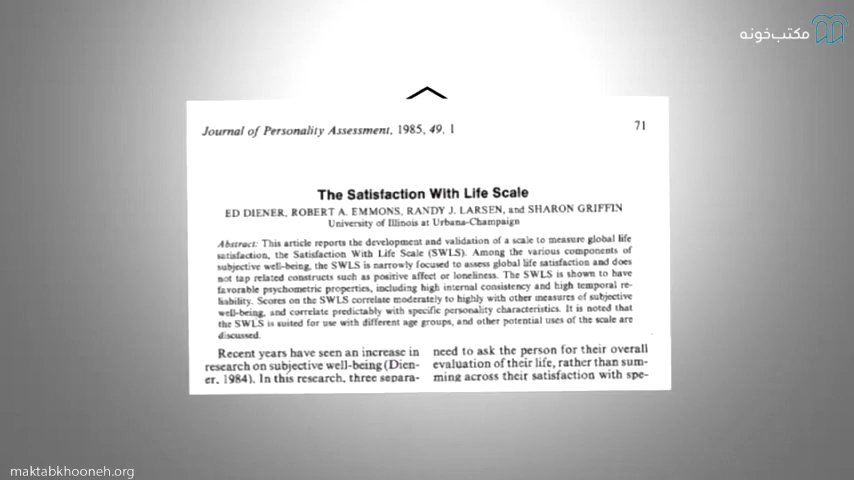 مکتب‌خونه
Journal of Personality Assessment, 1985, 49, 1
71
The Satisfaction With Life Scale
ED DIENER, ROBERT A. EMMONS, RANDY J. LARSEN, and SHARON GRIFFIN
University of Illinois at Urbana-Champaign
Abstract: This article reports the development and validation of a scale to measure global life
satisfaction, the Satisfaction With Life Scale (SWLS). Among the various components of
subjective well-being, the SWLS is narrowly focused to assess global life satisfaction and does
not tap related constructs such as positive affect or loneliness. The SWLS is shown to have
favorable psychometric properties, including high internal consistency and high temporal re-
liability. Scores on the SWLS correlate moderately to highly with other measures of subjective
well-being, and correlate predictably with specific personality characteristics. It is noted that
the SWLS is suited for use with different age groups, and other potential uses of the scale are
discussed.
Recent years have seen an increase in
research on subjective well-being (Dien-
er, 1984). In this research, three separa-
need to ask the person for their overall
evaluation of their life, rather than sum-
ming across their satisfaction with spe-
maktabkhooneh.org